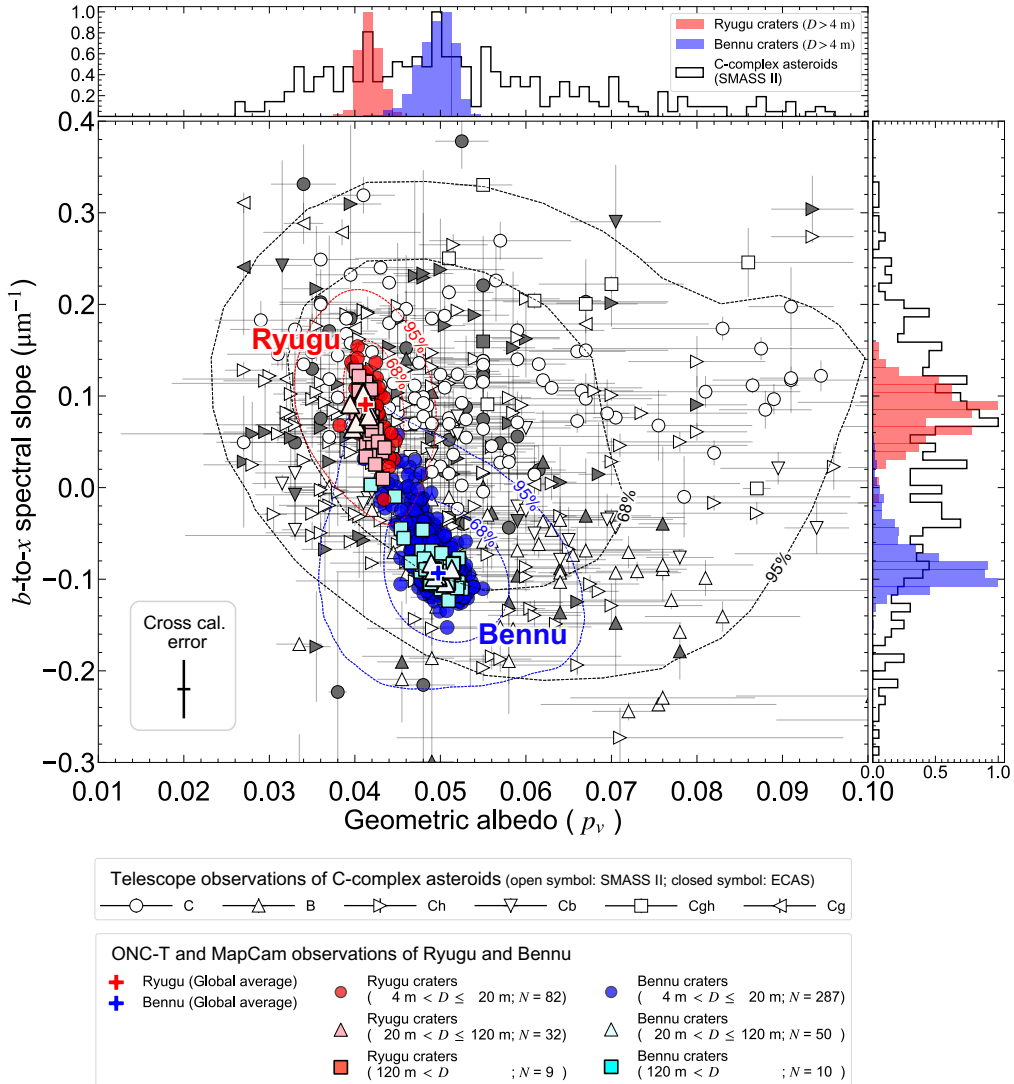 1.0
0.8
0.6
0.4
0.2
Ryugu craters (D > 4 m)
Bennu craters (D > 4 m)
C-complex asteroids
(SMASS II)
0.4
0.3
0.2
0.1
0.0
−0.1
−0.2
−0.3
b-to-x spectral slope (μm⁻¹)
Ryugu
Bennu
95%
68%
95%
68%
68%
95%
Cross cal.
error
0.01 0.02 0.03 0.04 0.05 0.06 0.07 0.08 0.09 0.10
0.0 0.5 1.0
Geometric albedo ( pv )
Telescope observations of C-complex asteroids (open symbol: SMASS II; closed symbol: ECAS)
C B Ch Cb Cgh Cg
ONC-T and MapCam observations of Ryugu and Bennu
Ryugu (Global average)
Bennu (Global average)
Ryugu craters
( 4 m < D ≤ 20 m; N = 82)
Ryugu craters
( 20 m < D ≤ 120 m; N = 32)
Ryugu craters
( 120 m < D ; N = 9 )
Bennu craters
( 4 m < D ≤ 20 m; N = 287)
Bennu craters
( 20 m < D ≤ 120 m; N = 50 )
Bennu craters
( 120 m < D ; N = 10 )